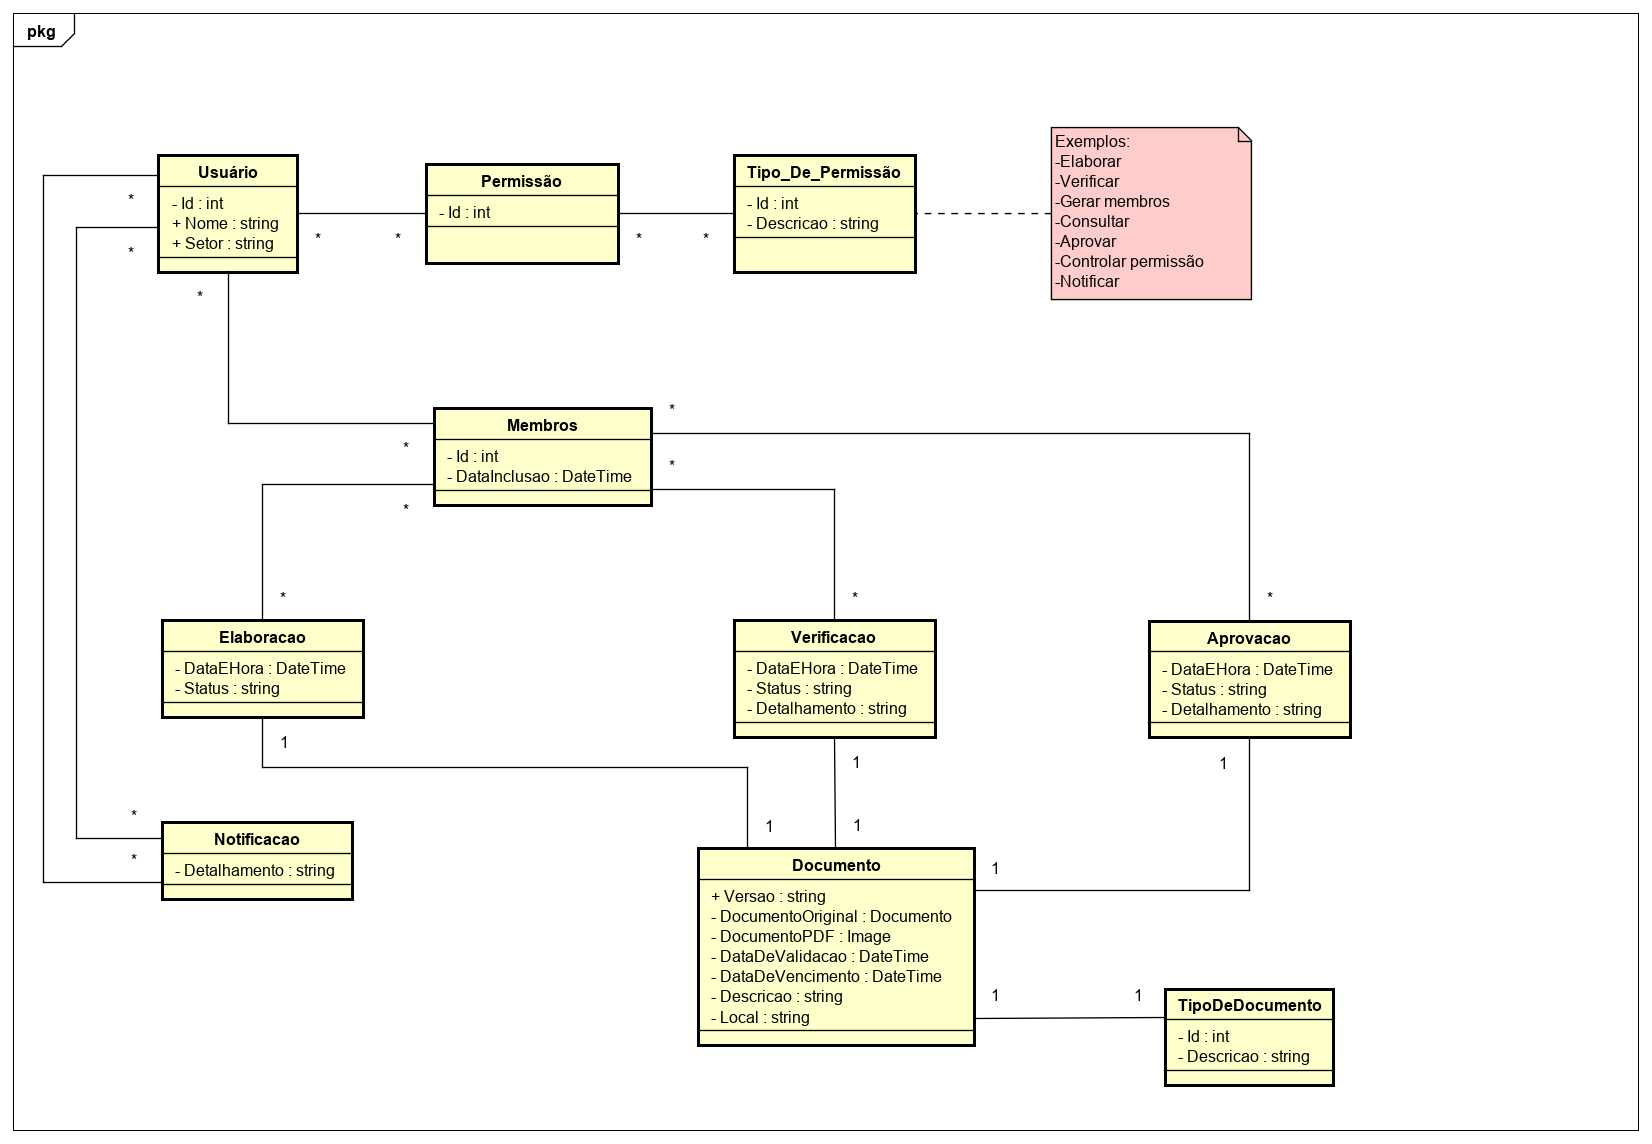 pkg
Usuário
- Id : int
+ Nome : string
+ Setor : string
Permissão
- Id : int
Tipo_De_Permissão
- Id : int
- Descricao : string
Exemplos:
-Elaborar
-Verificar
-Gerar membros
-Consultar
-Aprovar
-Controlar permissão
-Notificar
*
*
*
*
*
*
*
*
Membros
- Id : int
- DataInclusao : DateTime
*
*
*
*
*
*
*
Elaboracao
- DataEHora : DateTime
- Status : string
Verificacao
- DataEHora : DateTime
- Status : string
- Detalhamento : string
Aprovacao
- DataEHora : DateTime
- Status : string
- Detalhamento : string
1
1
1
*
*
Notificacao
- Detalhamento : string
1
1
1
Documento
+ Versao : string
- DocumentoOriginal : Documento
- DocumentoPDF : Image
- DataDeValidacao : DateTime
- DataDeVencimento : DateTime
- Descricao : string
- Local : string
1
1
TipoDeDocumento
- Id : int
- Descricao : string